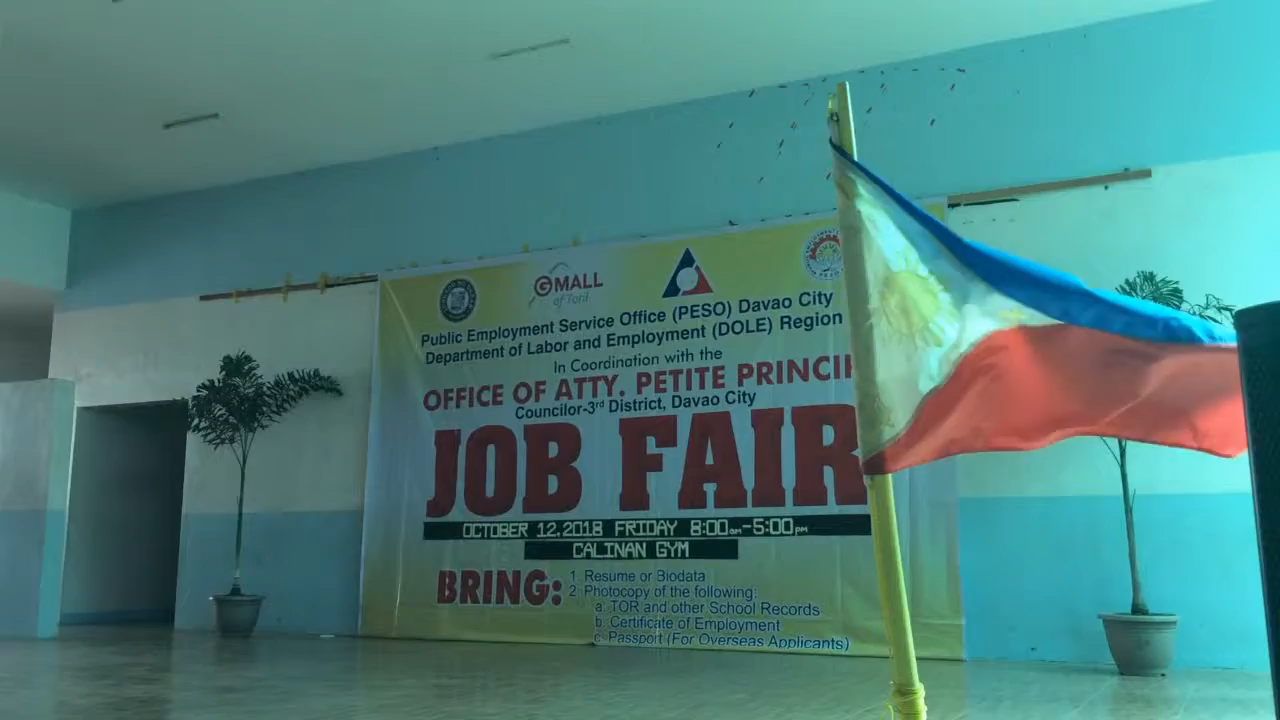 GMALL
of Toril
Public Employment Service Office (PESO) Davao City
Department of Labor and Employment (DOLE) Region
In Coordination with the
OFFICE OF ATTY. PETITE PRINCI
Councilor-3rd District, Davao City
JOB FAIR
OCTOBER 12,2018 FRIDAY 8:00am-5:00pm
CALINAN GYM
BRING:
1. Resume or Biodata
2. Photocopy of the following:
a. TOR and other School Records
b. Certificate of Employment
c. Passport (For Overseas Applicants)